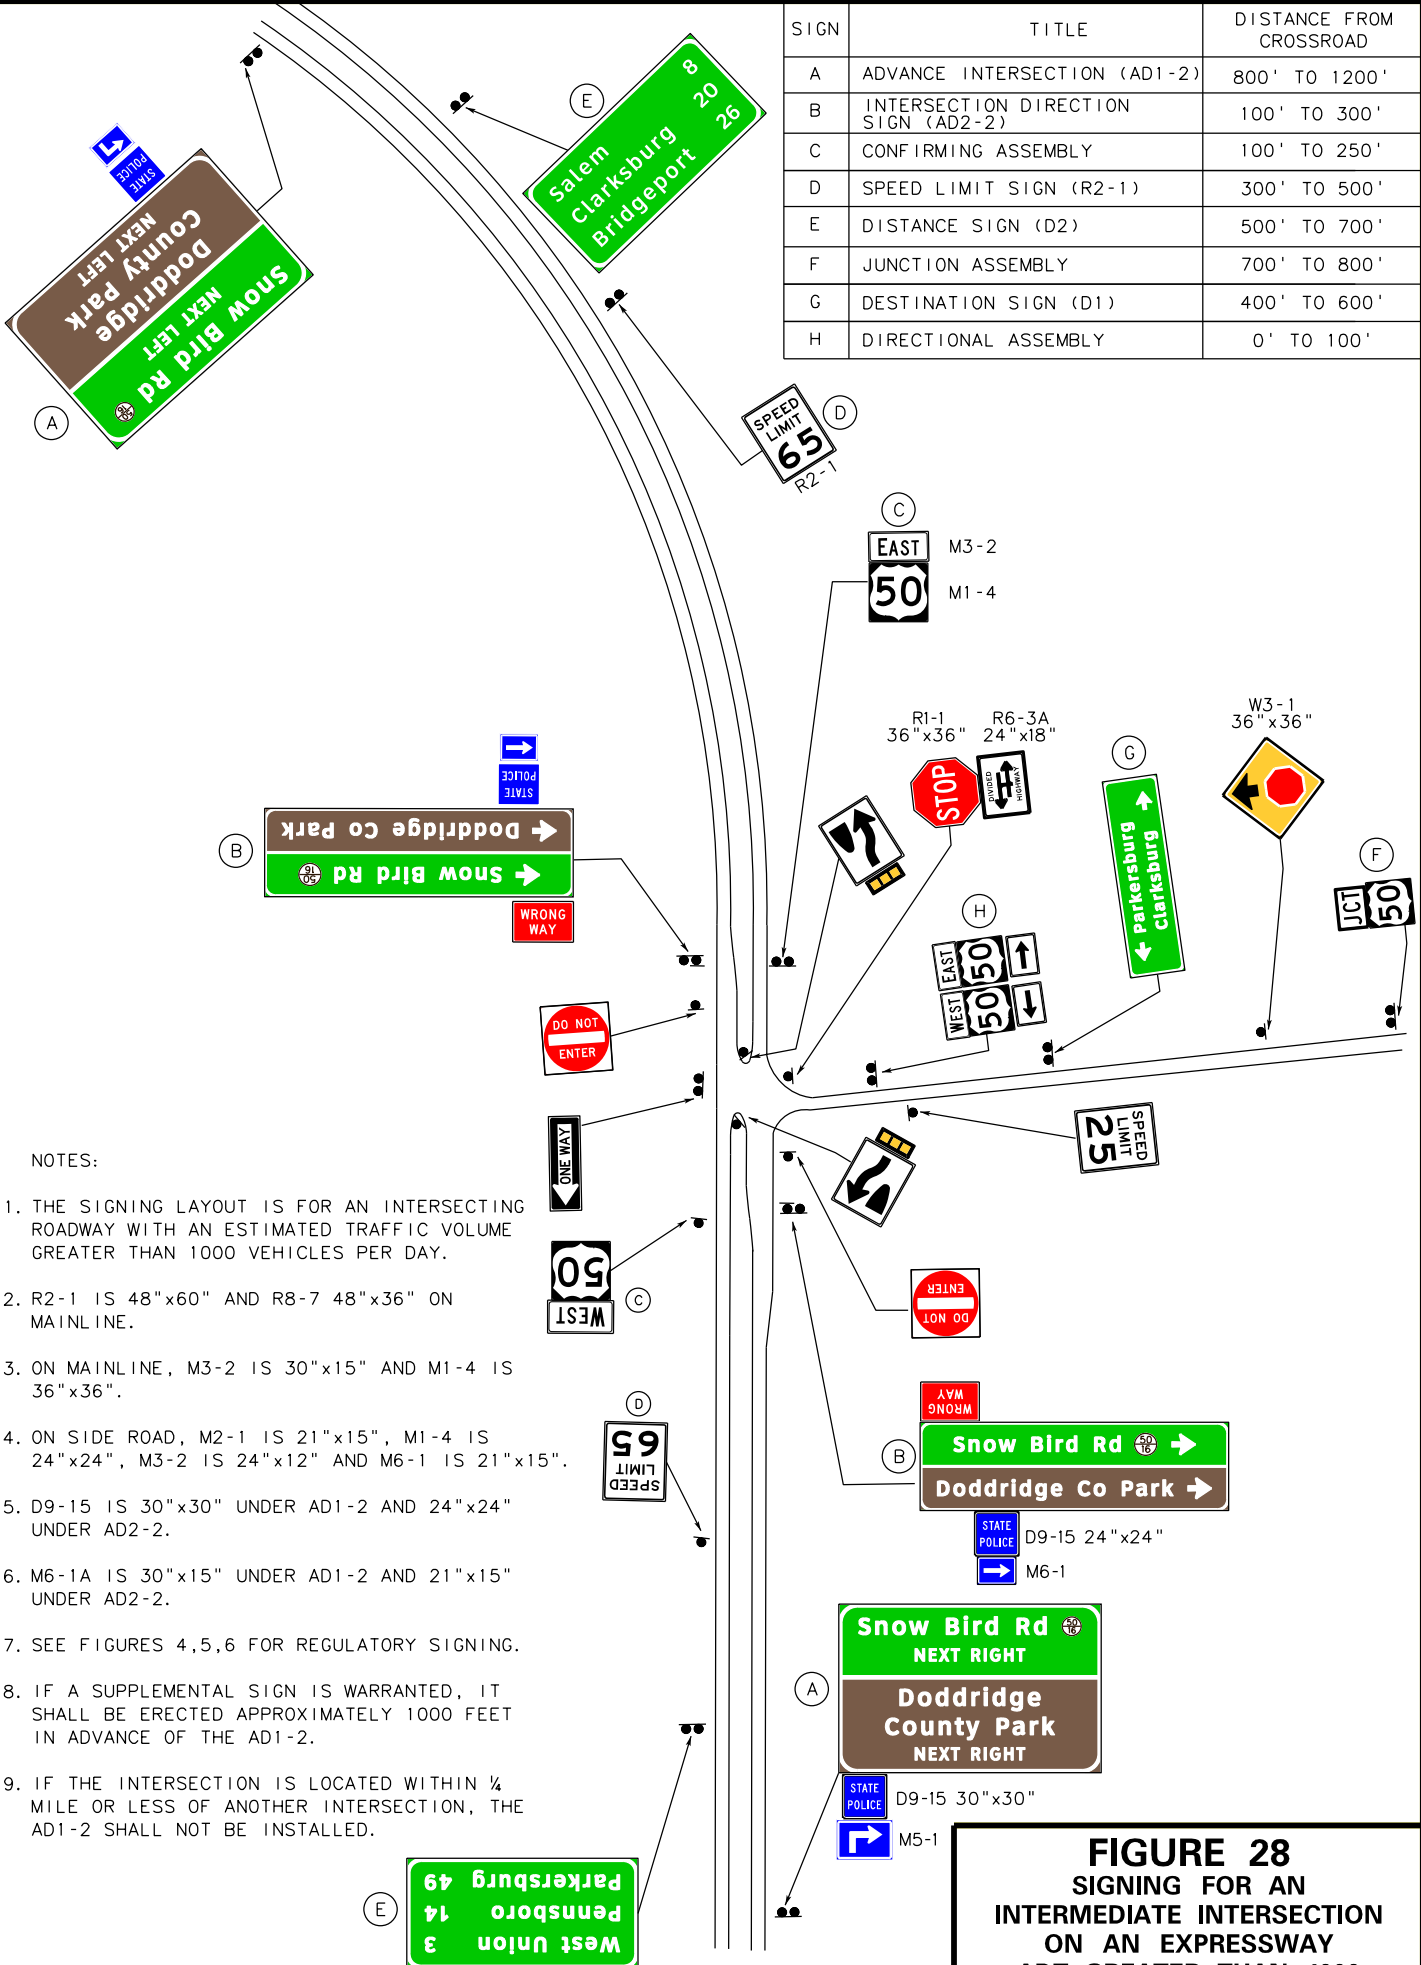 SIGN TITLE DISTANCE FROM CROSSROAD
A ADVANCE INTERSECTION (AD1-2) 800' TO 1200'
B INTERSECTION DIRECTION SIGN (AD2-2) 100' TO 300'
C CONFIRMING ASSEMBLY 100' TO 250'
D SPEED LIMIT SIGN (R2-1) 300' TO 500'
E DISTANCE SIGN (D2) 500' TO 700'
F JUNCTION ASSEMBLY 700' TO 800'
G DESTINATION SIGN (D1) 400' TO 600'
H DIRECTIONAL ASSEMBLY 0' TO 100'
E
Salem 8
Clarksburg 20
Bridgeport 26
Snow Bird Rd 50/16
NEXT LEFT
Doddridge
County Park
NEXT LEFT
STATE
POLICE
A
SPEED
LIMIT
65
R2-1
D
C
EAST M3-2
50 M1-4
R1-1
36"x36"
R6-3A
24"x18"
STOP
DIVIDED
HIGHWAY
G
Parkersburg
Clarksburg
W3-1
36"x36"
F
JCT
50
H
EAST
50
WEST
50
B
WRONG
WAY
Snow Bird Rd 50/16
Doddridge Co Park
STATE
POLICE
DO NOT
ENTER
ONE WAY
SPEED
LIMIT
25
WEST
50
C
DO NOT
ENTER
SPEED
LIMIT
65
D
WRONG
WAY
B
Snow Bird Rd 50/16
Doddridge Co Park
STATE
POLICE
D9-15 24"x24"
M6-1
A
Snow Bird Rd 50/16
NEXT RIGHT
Doddridge
County Park
NEXT RIGHT
STATE
POLICE
D9-15 30"x30"
M5-1
E
West Union 3
Pennsboro 14
Parkersburg 49
NOTES:
1. THE SIGNING LAYOUT IS FOR AN INTERSECTING
ROADWAY WITH AN ESTIMATED TRAFFIC VOLUME
GREATER THAN 1000 VEHICLES PER DAY.
2. R2-1 IS 48"x60" AND R8-7 48"x36" ON
MAINLINE.
3. ON MAINLINE, M3-2 IS 30"x15" AND M1-4 IS
36"x36".
4. ON SIDE ROAD, M2-1 IS 21"x15", M1-4 IS
24"x24", M3-2 IS 24"x12" AND M6-1 IS 21"x15".
5. D9-15 IS 30"x30" UNDER AD1-2 AND 24"x24"
UNDER AD2-2.
6. M6-1A IS 30"x15" UNDER AD1-2 AND 21"x15"
UNDER AD2-2.
7. SEE FIGURES 4,5,6 FOR REGULATORY SIGNING.
8. IF A SUPPLEMENTAL SIGN IS WARRANTED, IT
SHALL BE ERECTED APPROXIMATELY 1000 FEET
IN ADVANCE OF THE AD1-2.
9. IF THE INTERSECTION IS LOCATED WITHIN ¼
MILE OR LESS OF ANOTHER INTERSECTION, THE
AD1-2 SHALL NOT BE INSTALLED.
FIGURE 28
SIGNING FOR AN
INTERMEDIATE INTERSECTION
ON AN EXPRESSWAY